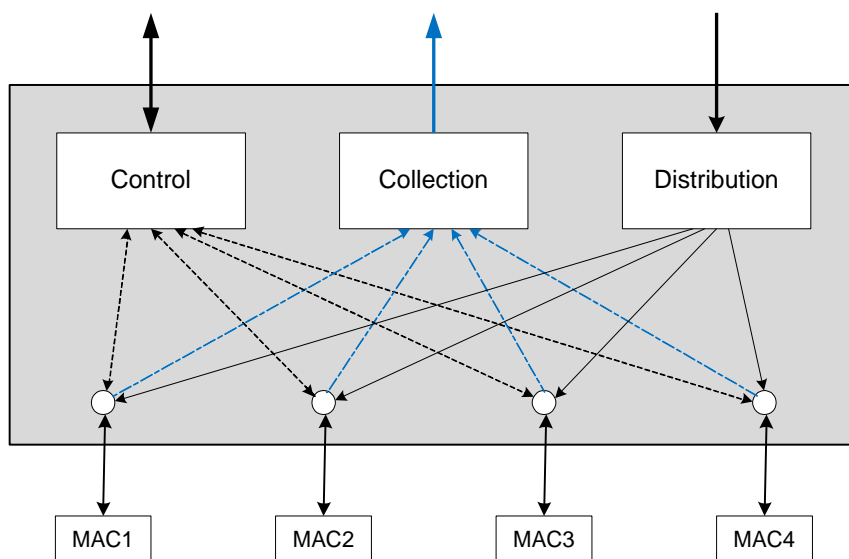 Control
Collection
Distribution
MAC1
MAC2
MAC3
MAC4